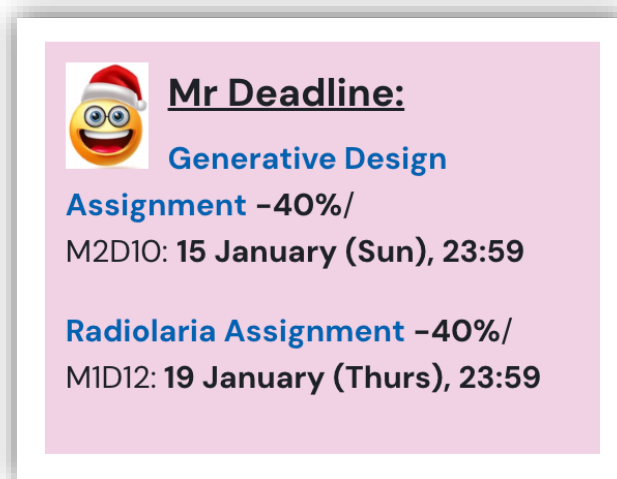 Mr Deadline:
Generative Design
Assignment -40%/
M2D10: 15 January (Sun), 23:59
Radiolaria Assignment -40%/
M1D12: 19 January (Thurs), 23:59